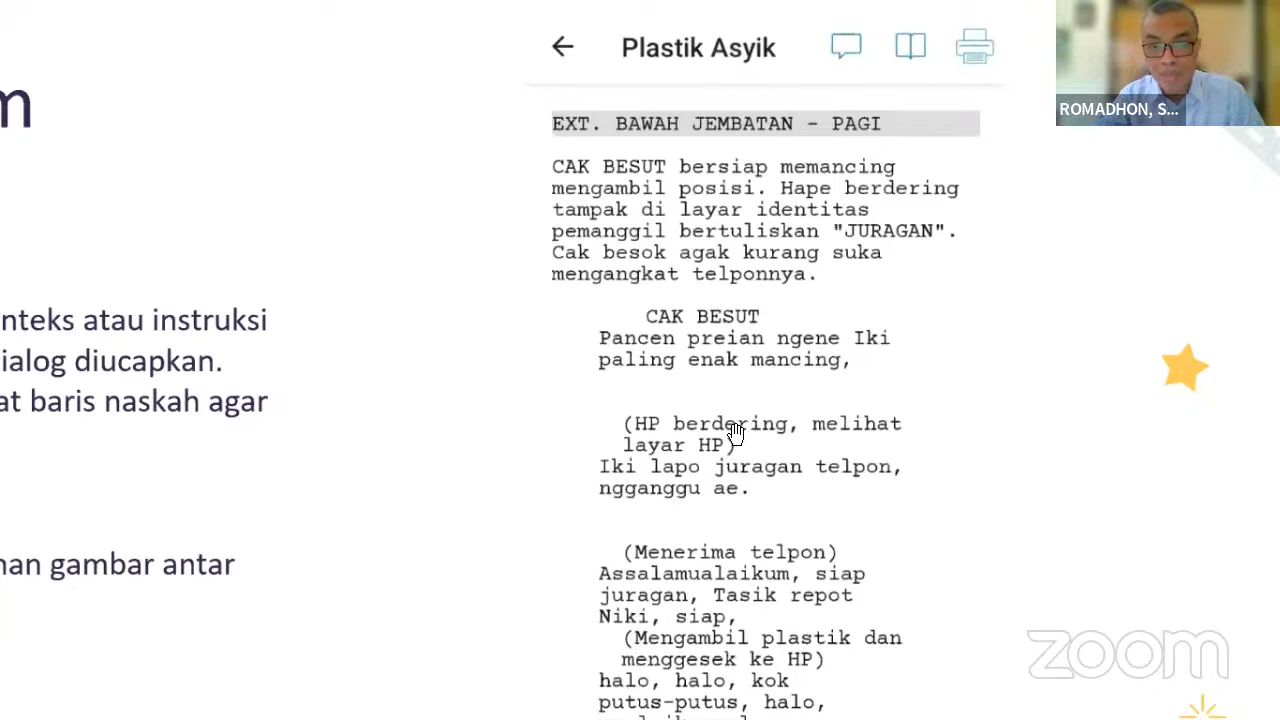 m
nteks atau instruksi
ialog diucapkan.
at baris naskah agar
nan gambar antar
Plastik Asyik
EXT. BAWAH JEMBATAN - PAGI
CAK BESUT bersiap memancing
mengambil posisi. Hape berdering
tampak di layar identitas
pemanggil bertuliskan "JURAGAN".
Cak besok agak kurang suka
mengangkat telponnya.
CAK BESUT
Pancen preian ngene Iki
paling enak mancing,
(HP berdering, melihat
layar HP)
Iki lapo juragan telpon,
ngganggu ae.
(Menerima telpon)
Assalamualaikum, siap
juragan, Tasik repot
Niki, siap,
(Mengambil plastik dan
menggesek ke HP)
halo, halo, kok
putus-putus, halo,
ROMADHON, S...
zoom